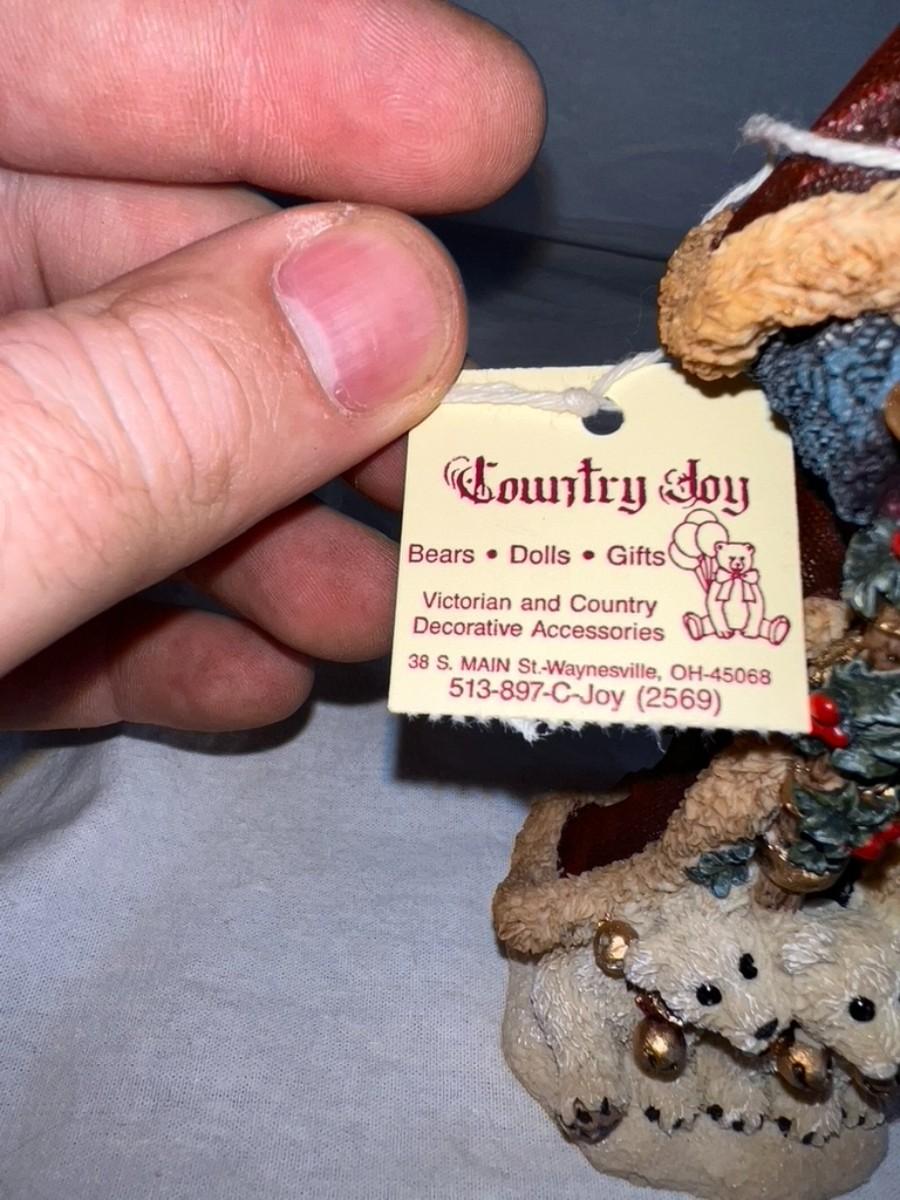 Country Joy
Bears • Dolls • Gifts
Victorian and Country
Decorative Accessories
38 S. MAIN St.-Waynesville, OH-45068
513-897-C-Joy (2569)